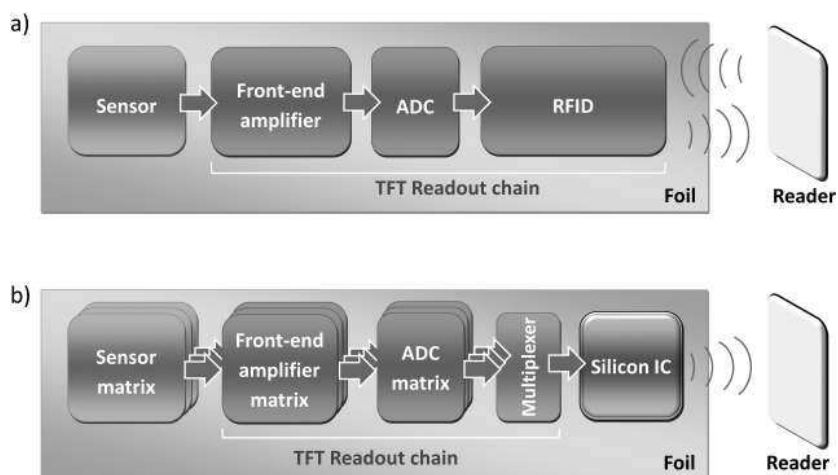 a)
Sensor
Front-end
amplifier
ADC
RFID
TFT Readout chain
Foil
Reader
b)
Sensor
matrix
Front-end
amplifier
matrix
ADC
matrix
Multiplexer
Silicon IC
TFT Readout chain
Foil
Reader